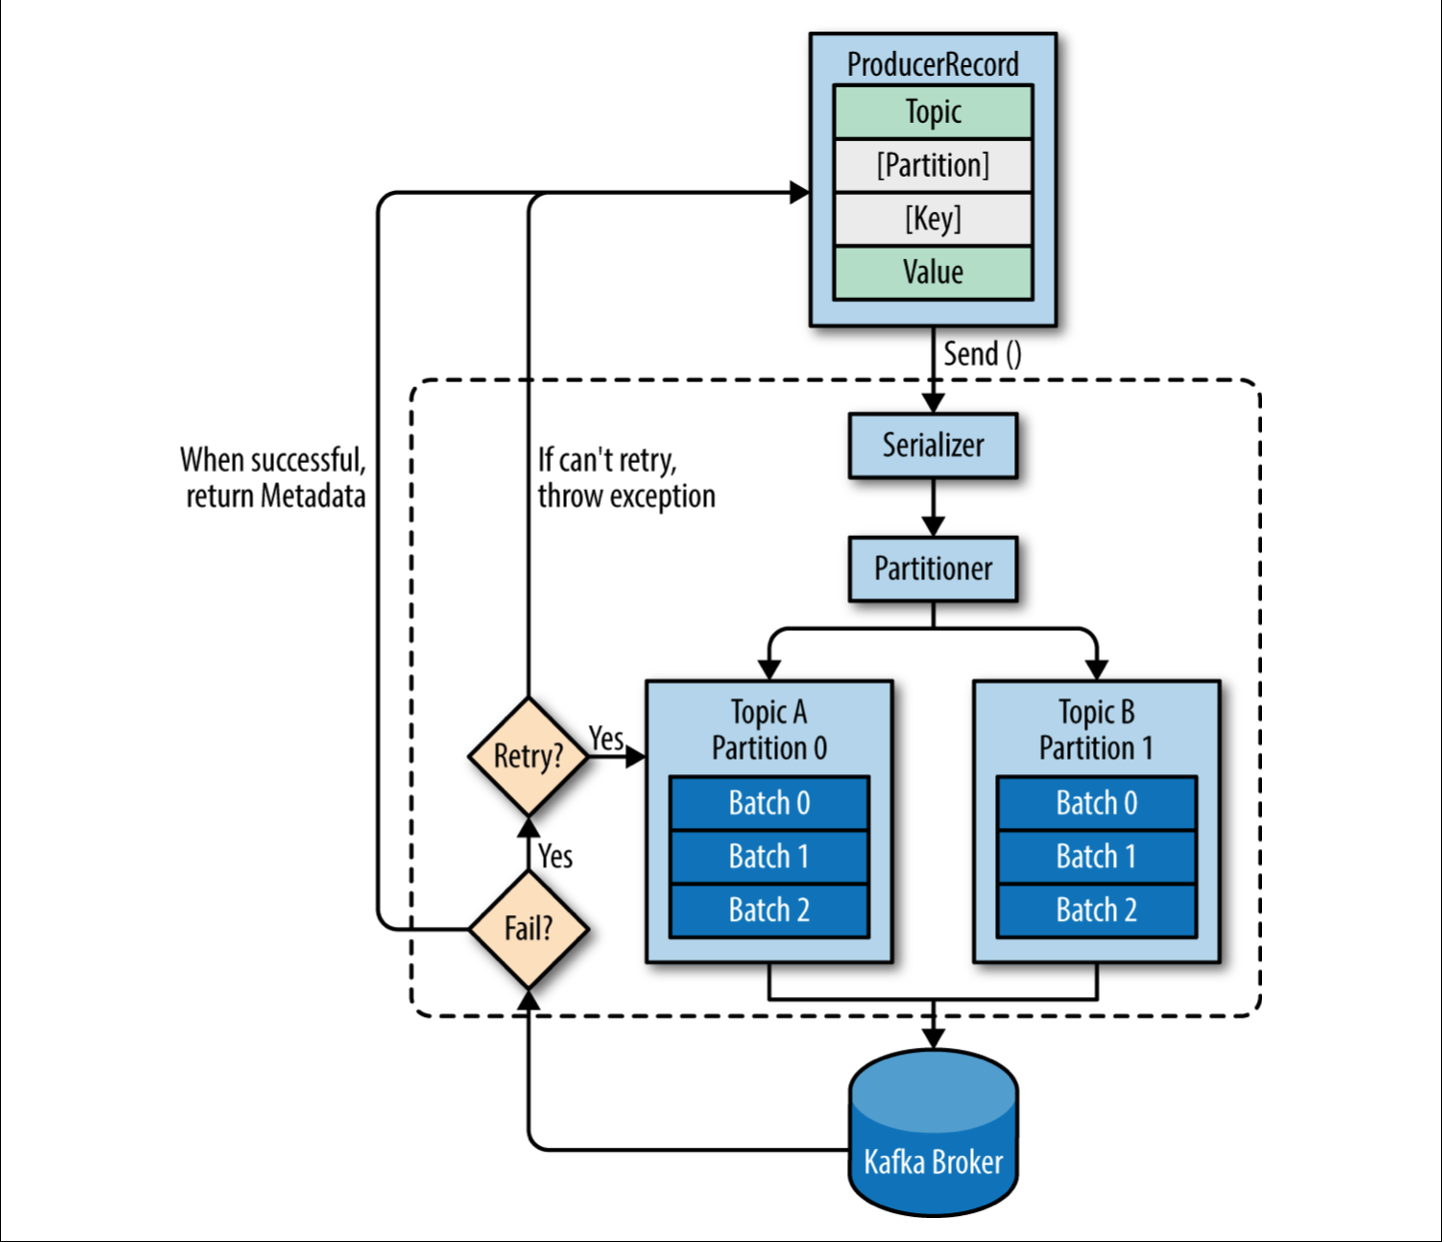 ProducerRecord
Topic
[Partition]
[Key]
Value
Send ()
Serializer
When successful,
return Metadata
If can't retry,
throw exception
Partitioner
Topic A
Partition 0
Batch 0
Batch 1
Batch 2
Topic B
Partition 1
Batch 0
Batch 1
Batch 2
Retry?
Yes
Yes
Fail?
Kafka Broker